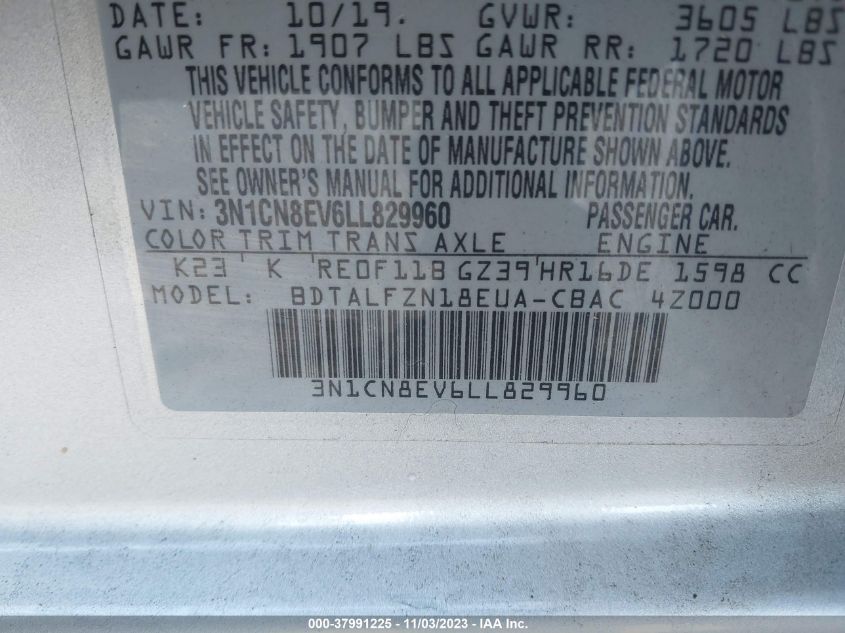 DATE: 10/19. GVWR: 3605 LBS
GAWR FR: 1907 LBS GAWR RR: 1720 LBS
THIS VEHICLE CONFORMS TO ALL APPLICABLE FEDERAL MOTOR
VEHICLE SAFETY, BUMPER AND THEFT PREVENTION STANDARDS
IN EFFECT ON THE DATE OF MANUFACTURE SHOWN ABOVE.
SEE OWNER'S MANUAL FOR ADDITIONAL INFORMATION
VIN: 3N1CN8EV6LL829960 PASSENGER CAR.
COLOR TRIM TRANS AXLE ENGINE
K23 K RE0F11B GZ39 HR16DE 1598 CC
MODEL: BDTALFZN18EUA-CBAC 4Z000
3N1CN8EV6LL829960
000-37991225 - 11/03/2023 - IAA Inc.